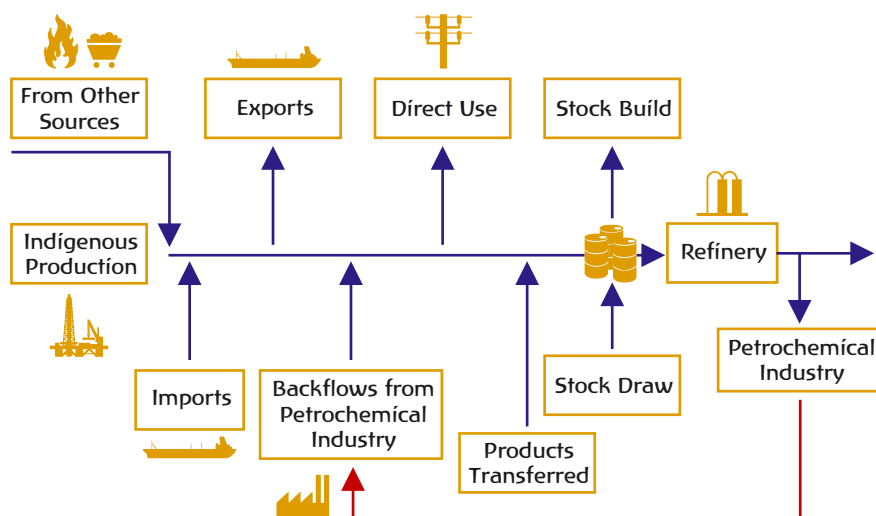 From Other
Sources
Exports
Direct Use
Stock Build
Indigenous
Production
Refinery
Imports
Backflows from
Petrochemical
Industry
Stock Draw
Petrochemical
Industry
Products
Transferred